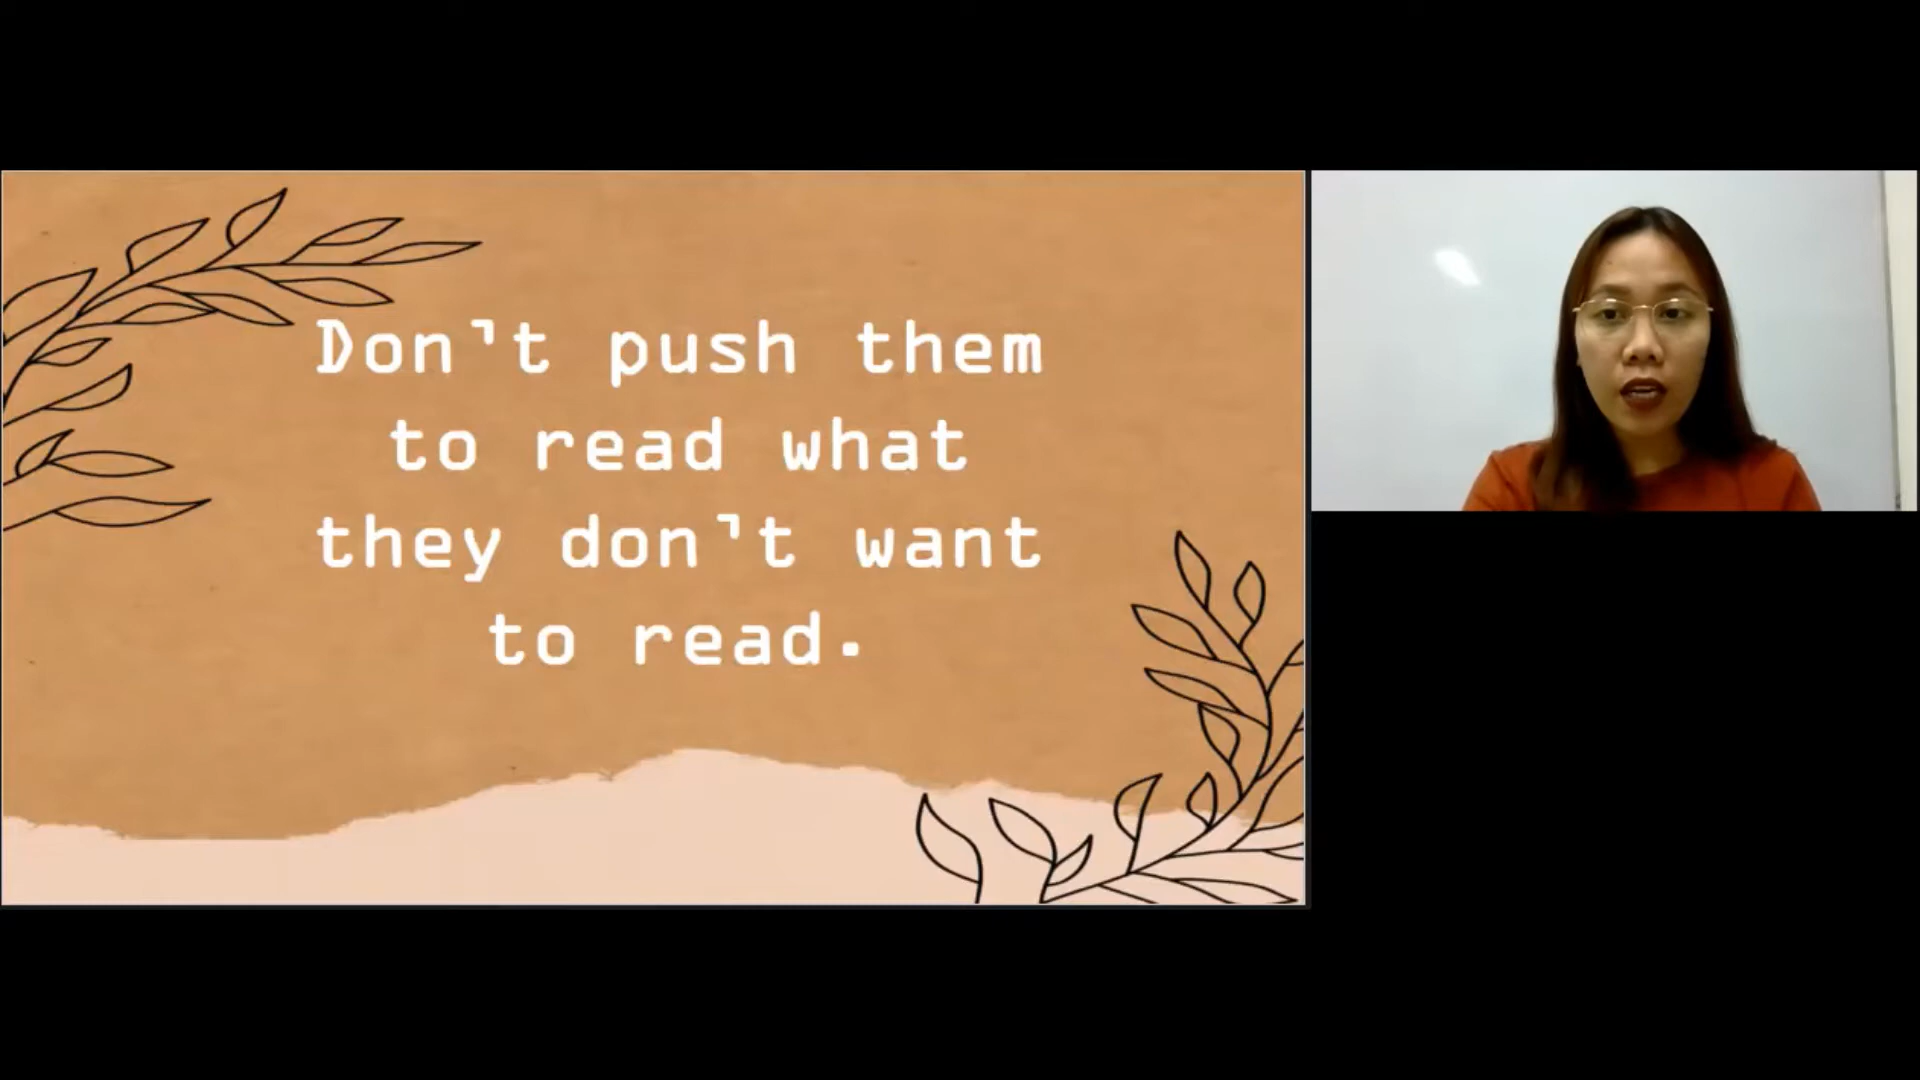 Don't push them
to read what
they don't want
to read.